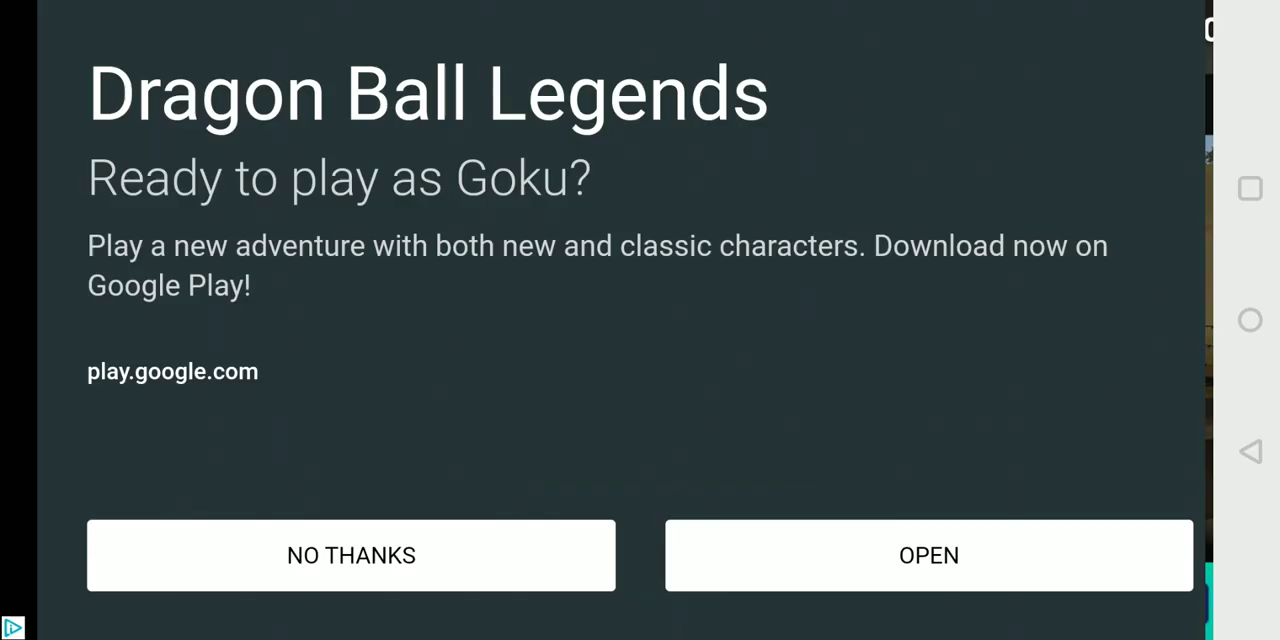 Dragon Ball Legends
Ready to play as Goku?
Play a new adventure with both new and classic characters. Download now on
Google Play!
play.google.com
NO THANKS
OPEN